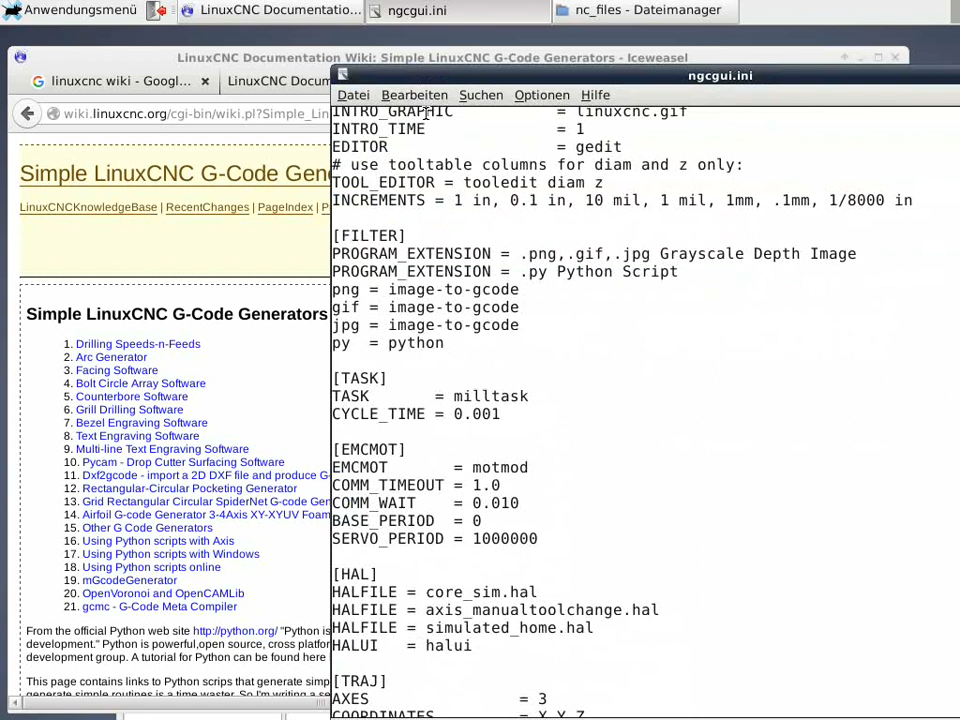 Anwendungsmenü
LinuxCNC Documentatio...
ngcgui.ini
nc_files - Dateimanager
LinuxCNC Documentation Wiki: Simple LinuxCNC G-Code Generators - Iceweasel
linuxcnc wiki - Googl...
LinuxCNC Docum
wiki.linuxcnc.org/cgi-bin/wiki.pl?Simple_Lin
Simple LinuxCNC G-Code Gen
LinuxCNCKnowledgeBase | RecentChanges | PageIndex | P
Simple LinuxCNC G-Code Generators
1. Drilling Speeds-n-Feeds
2. Arc Generator
3. Facing Software
4. Bolt Circle Array Software
5. Counterbore Software
6. Grill Drilling Software
7. Bezel Engraving Software
8. Text Engraving Software
9. Multi-line Text Engraving Software
10. Pycam - Drop Cutter Surfacing Software
11. Dxf2gcode - import a 2D DXF file and produce G-
12. Rectangular-Circular Pocketing Generator
13. Grid Rectangular Circular SpiderNet G-code Gen
14. Airfoil G-code Generator 3-4Axis XY-XYUV Foam
15. Other G Code Generators
16. Using Python scripts with Axis
17. Using Python scripts with Windows
18. Using Python scripts online
19. mGcodeGenerator
20. OpenVoronoi and OpenCAMLib
21. gcmc - G-Code Meta Compiler
From the official Python web site http://python.org/ "Python is
development." Python is powerful,open source, cross platfor
development group. A tutorial for Python can be found here
This page contains links to Python scrips that generate simp
generate simple routines is a time waster. So I'm writing a se
ngcgui.ini
Datei Bearbeiten Suchen Optionen Hilfe
INTRO_GRAPHIC = linuxcnc.gif
INTRO_TIME = 1
EDITOR = gedit
# use tooltable columns for diam and z only:
TOOL_EDITOR = tooledit diam z
INCREMENTS = 1 in, 0.1 in, 10 mil, 1 mil, 1mm, .1mm, 1/8000 in
[FILTER]
PROGRAM_EXTENSION = .png,.gif,.jpg Grayscale Depth Image
PROGRAM_EXTENSION = .py Python Script
png = image-to-gcode
gif = image-to-gcode
jpg = image-to-gcode
py = python
[TASK]
TASK = milltask
CYCLE_TIME = 0.001
[EMCMOT]
EMCMOT = motmod
COMM_TIMEOUT = 1.0
COMM_WAIT = 0.010
BASE_PERIOD = 0
SERVO_PERIOD = 1000000
[HAL]
HALFILE = core_sim.hal
HALFILE = axis_manualtoolchange.hal
HALFILE = simulated_home.hal
HALUI = halui
[TRAJ]
AXES = 3
COORDINATES = X Y Z